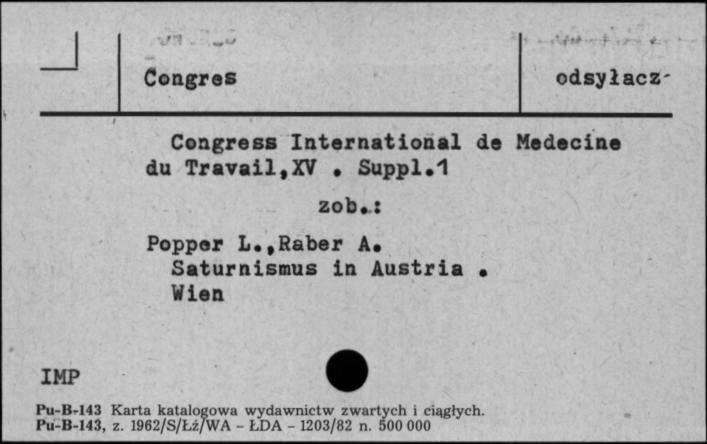 Congres odsyłacz-
Congress International de Medecine
du Travail,XV . Suppl.1
zob.:
Popper L.,Raber A.
Saturnismus in Austria .
Wien
IMP
Pu-B-143 Karta katalogowa wydawnictw zwartych i ciągłych.
Pu-B-143, z. 1962/S/Łź/WA - ŁDA - 1203/82 n. 500 000